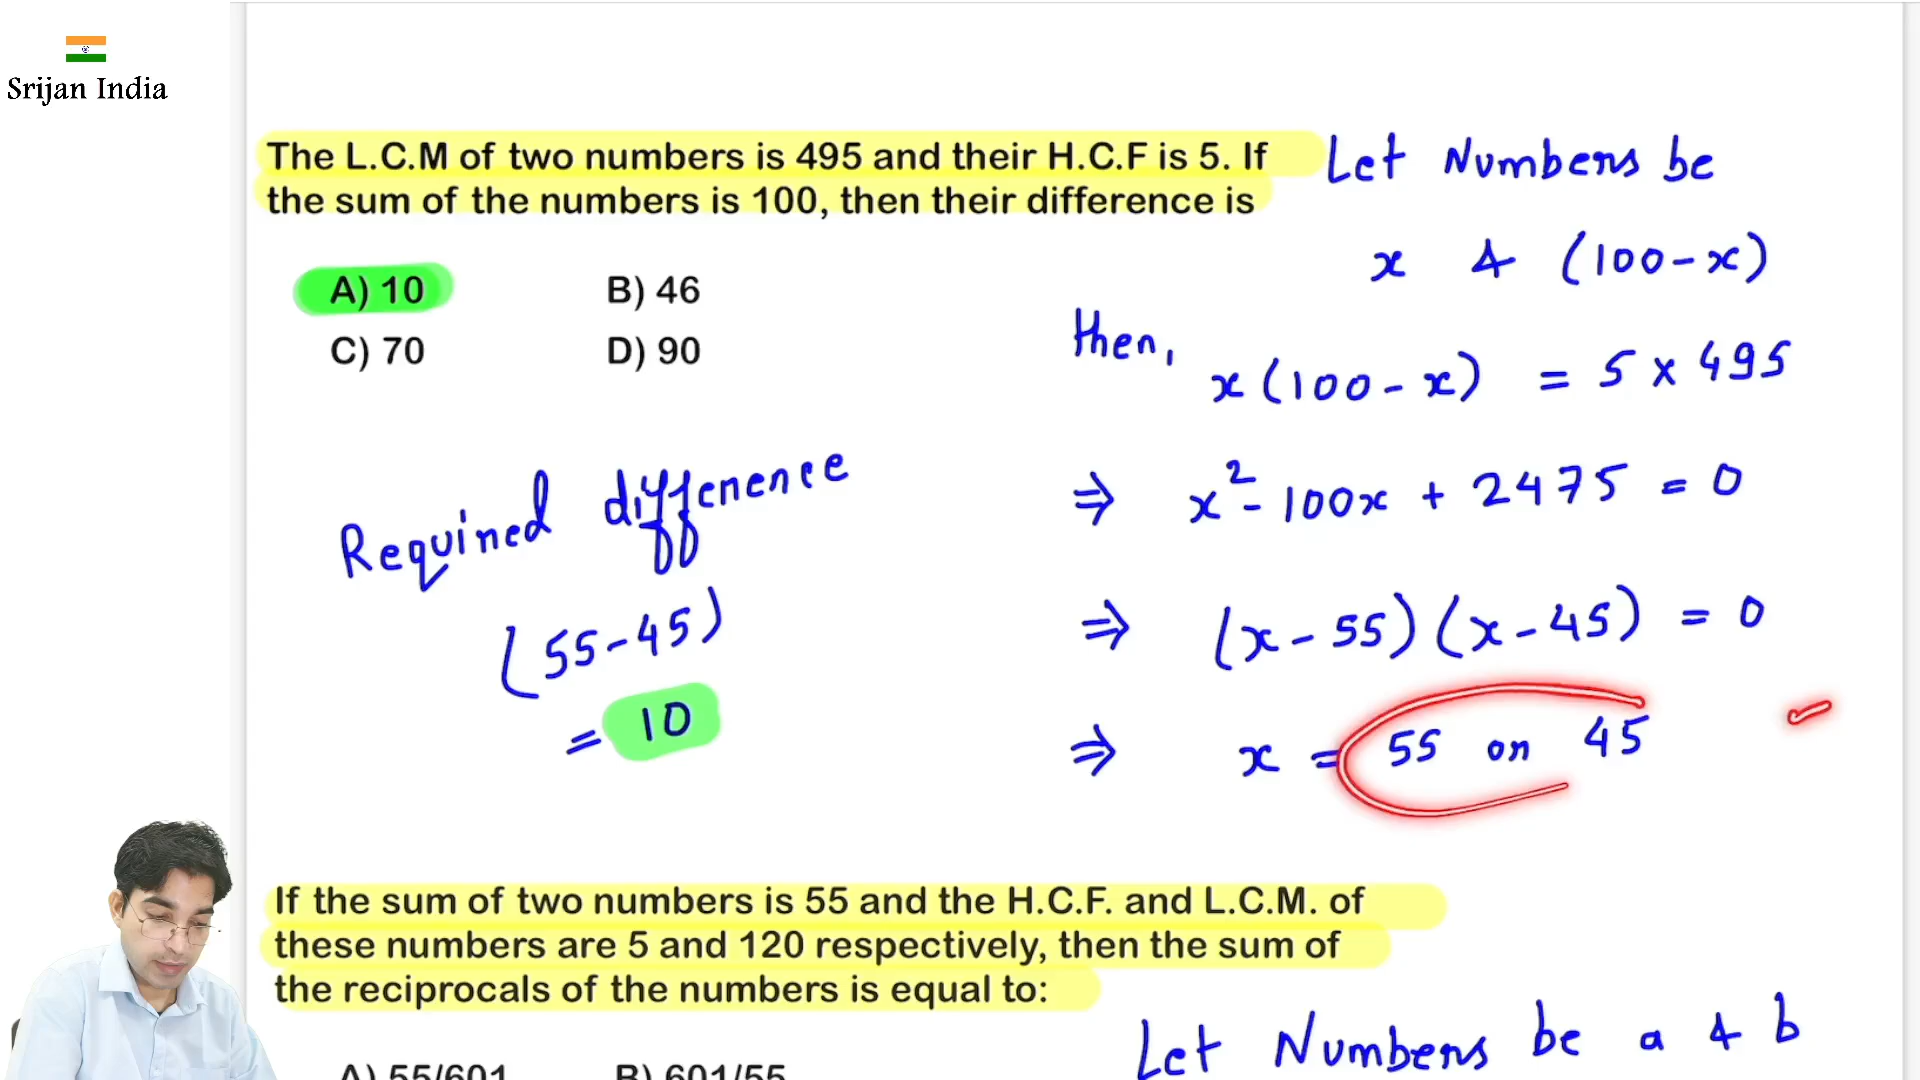 Srijan India
The L.C.M of two numbers is 495 and their H.C.F is 5. If
the sum of the numbers is 100, then their difference is
A) 10 B) 46
C) 70 D) 90
Let Numbers be
x & (100-x)
then,
x(100-x) = 5 × 495
⇒ x² - 100x + 2475 = 0
⇒ (x-55)(x-45) = 0
⇒ x = 55 or 45
Required difference
(55-45)
= 10
If the sum of two numbers is 55 and the H.C.F. and L.C.M. of
these numbers are 5 and 120 respectively, then the sum of
the reciprocals of the numbers is equal to:
Let Numbers be a & b
A) 55/601 B) 601/55